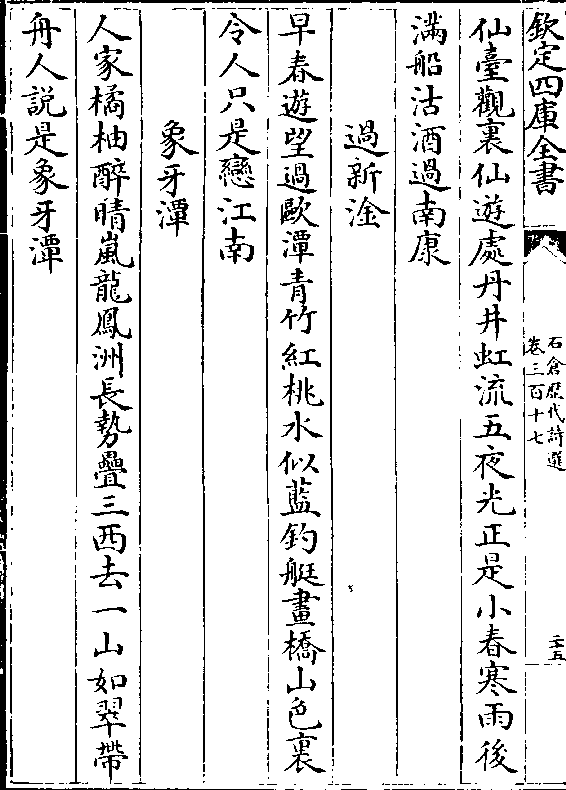 欽定四庫全書
石倉歷代詩選
卷三百十七
二十五
仙臺觀裏仙遊處丹井虹流五夜光正是小春寒雨後
滿船沽酒過南康
過新淦
早春遊望過歐潭青竹紅桃水似藍釣艇畫橋山色裏
令人只是戀江南
象牙潭
人家橘柚醉晴嵐龍鳳洲長勢疊三西去一山如翠帶
舟人說是象牙潭